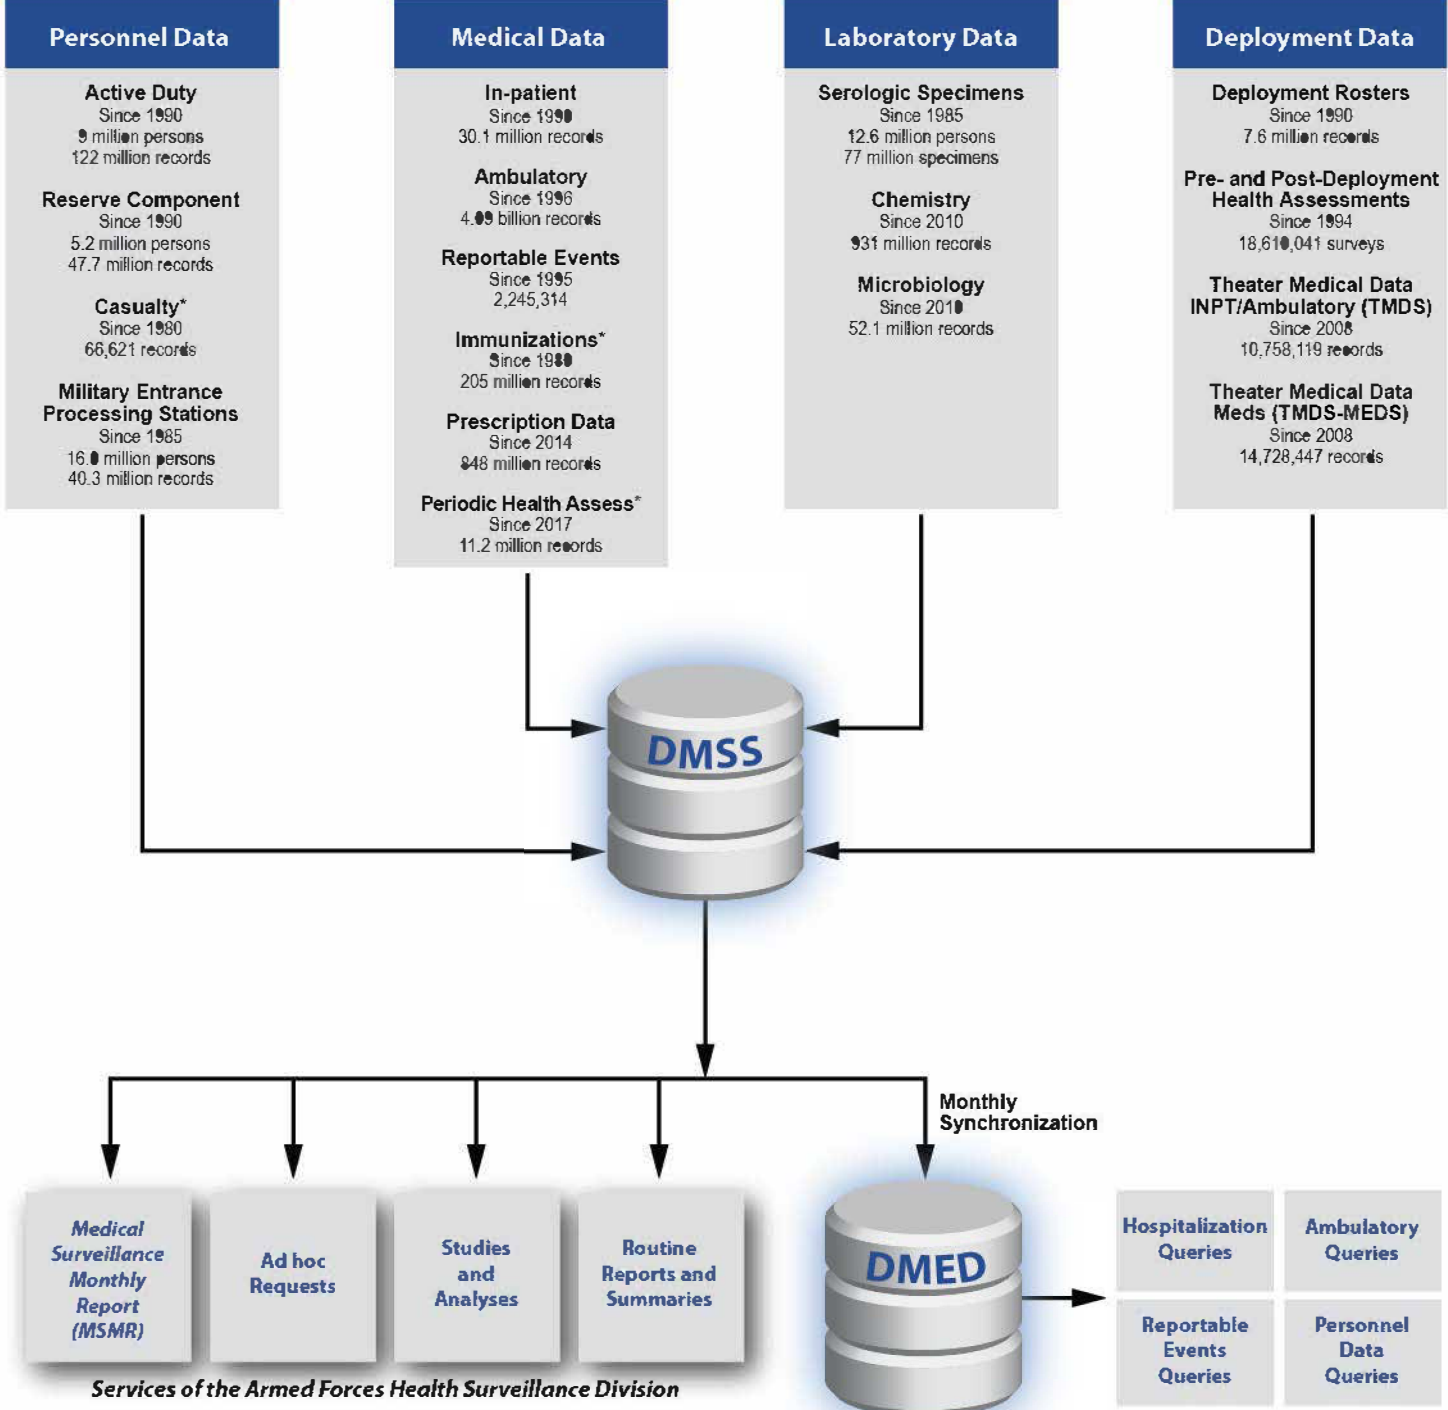 Personnel Data
Active Duty
Since 1990
9 million persons
122 million records
Reserve Component
Since 1990
5.2 million persons
47.7 million records
Casualty*
Since 1980
66,621 records
Military Entrance
Processing Stations
Since 1985
16.0 million persons
40.3 million records
Medical Data
In-patient
Since 1990
30.1 million records
Ambulatory
Since 1996
4.09 billion records
Reportable Events
Since 1995
2,245,314
Immunizations*
Since 1980
205 million records
Prescription Data
Since 2014
848 million records
Periodic Health Assess*
Since 2017
11.2 million records
Laboratory Data
Serologic Specimens
Since 1985
12.6 million persons
77 million specimens
Chemistry
Since 2010
931 million records
Microbiology
Since 2010
52.1 million records
Deployment Data
Deployment Rosters
Since 1990
7.6 million records
Pre- and Post-Deployment
Health Assessments
Since 1994
18,610,041 surveys
Theater Medical Data
INPT/Ambulatory (TMDS)
Since 2008
10,758,119 records
Theater Medical Data
Meds (TMDS-MEDS)
Since 2008
14,728,447 records
DMSS
Monthly
Synchronization
Medical
Surveillance
Monthly
Report
(MSMR)
Ad hoc
Requests
Studies
and
Analyses
Routine
Reports and
Summaries
Services of the Armed Forces Health Surveillance Division
DMED
Hospitalization
Queries
Ambulatory
Queries
Reportable
Events
Queries
Personnel
Data
Queries